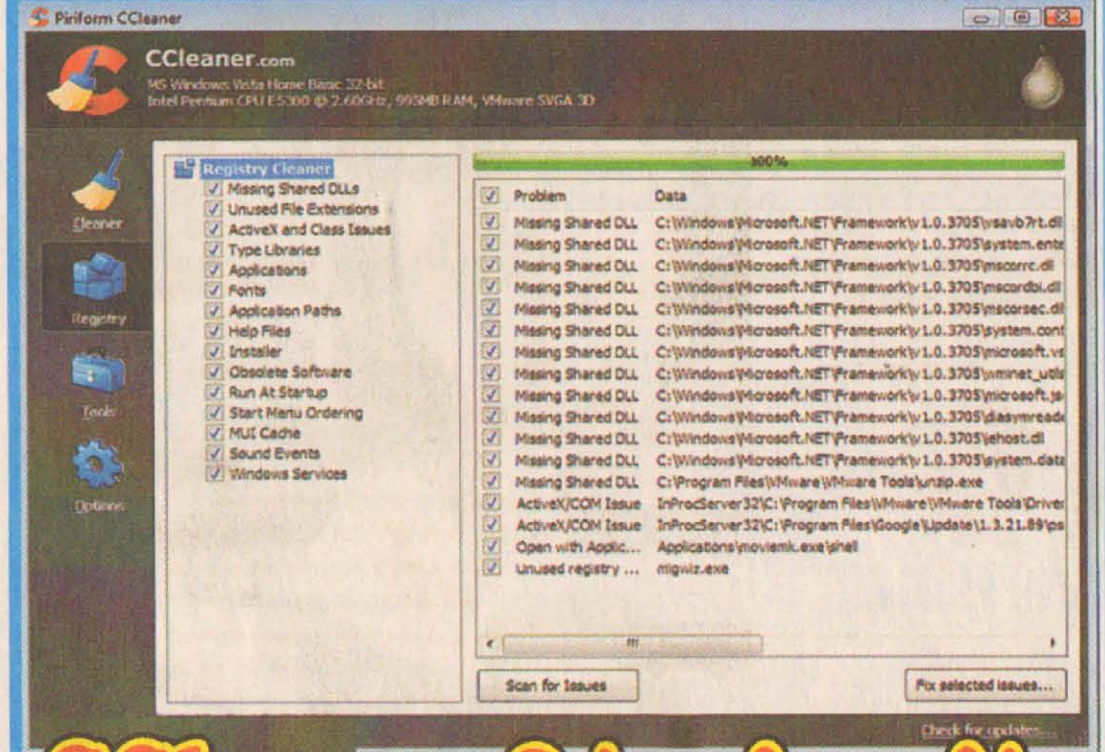 Piriform CCleaner
CCleaner.com
MS Windows Vista Home Basic 32-bit
Intel Pentium CPU E5300 @ 2.60GHz, 995MB RAM, VMware SVGA 3D
Cleaner
Registry
Tools
Options
Registry Cleaner
Missing Shared DLLs
Unused File Extensions
ActiveX and Class Issues
Type Libraries
Applications
Fonts
Application Paths
Help Files
Installer
Obsolete Software
Run At Startup
Start Menu Ordering
MUI Cache
Sound Events
Windows Services
100%
Problem Data
Missing Shared DLL C:\Windows\Microsoft.NET\Framework\v1.0.3705\vsavb7rt.dll
Missing Shared DLL C:\Windows\Microsoft.NET\Framework\v1.0.3705\system.ente
Missing Shared DLL C:\Windows\Microsoft.NET\Framework\v1.0.3705\mscorrc.dll
Missing Shared DLL C:\Windows\Microsoft.NET\Framework\v1.0.3705\mscordbi.dll
Missing Shared DLL C:\Windows\Microsoft.NET\Framework\v1.0.3705\mscorsec.dll
Missing Shared DLL C:\Windows\Microsoft.NET\Framework\v1.0.3705\system.conf
Missing Shared DLL C:\Windows\Microsoft.NET\Framework\v1.0.3705\microsoft.vs
Missing Shared DLL C:\Windows\Microsoft.NET\Framework\v1.0.3705\wminet_utils
Missing Shared DLL C:\Windows\Microsoft.NET\Framework\v1.0.3705\microsoft.js
Missing Shared DLL C:\Windows\Microsoft.NET\Framework\v1.0.3705\diasymreade
Missing Shared DLL C:\Windows\Microsoft.NET\Framework\v1.0.3705\iehost.dll
Missing Shared DLL C:\Windows\Microsoft.NET\Framework\v1.0.3705\system.data
Missing Shared DLL C:\Program Files\VMware\VMware Tools\unzip.exe
ActiveX/COM Issue InProcServer32\C:\Program Files\VMware\VMware Tools\Driver
ActiveX/COM Issue InProcServer32\C:\Program Files\Google\Update\1.3.21.89\ps
Open with Applic... Applications\moviemk.exe\shell
Unused registry ... migwiz.exe
Scan for Issues
Fix selected issues...
Check for updates...